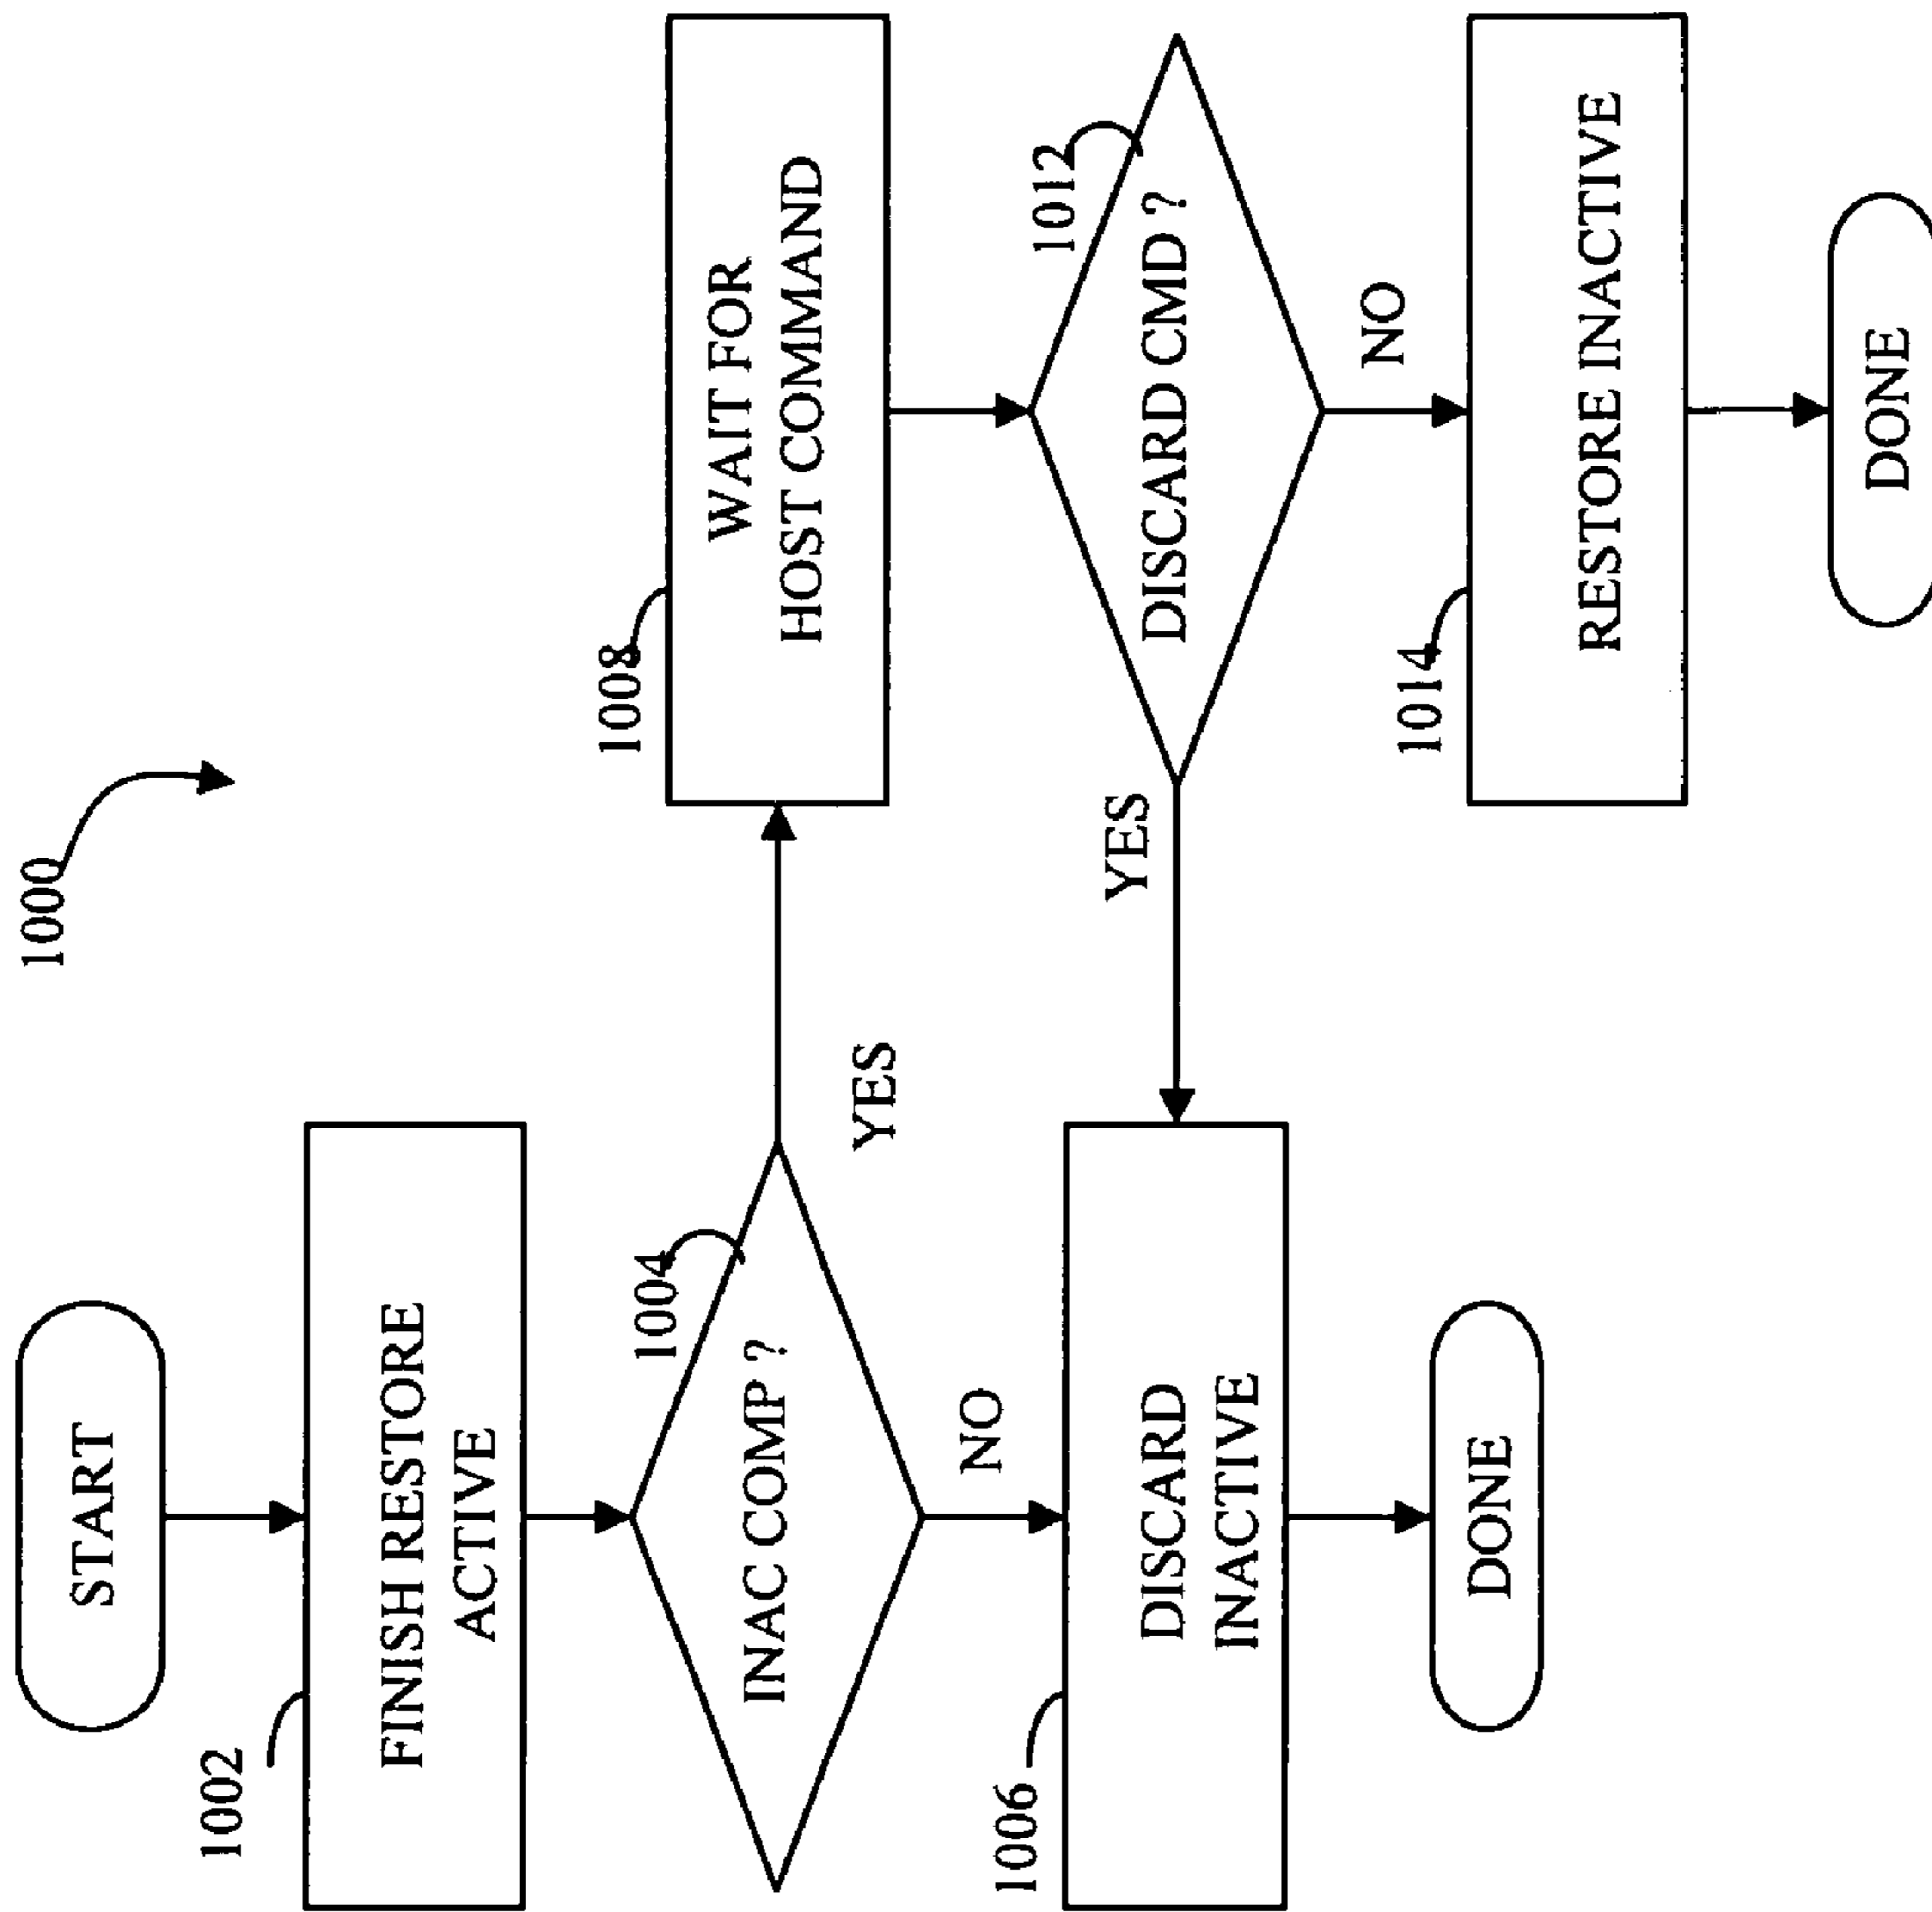 1000
START
1002
FINISH RESTORE
ACTIVE
1004
INAC COMP ?
YES
NO
1006
DISCARD
INACTIVE
DONE
1008
WAIT FOR
HOST COMMAND
1012
DISCARD CMD ?
YES
NO
1014
RESTORE INACTIVE
DONE